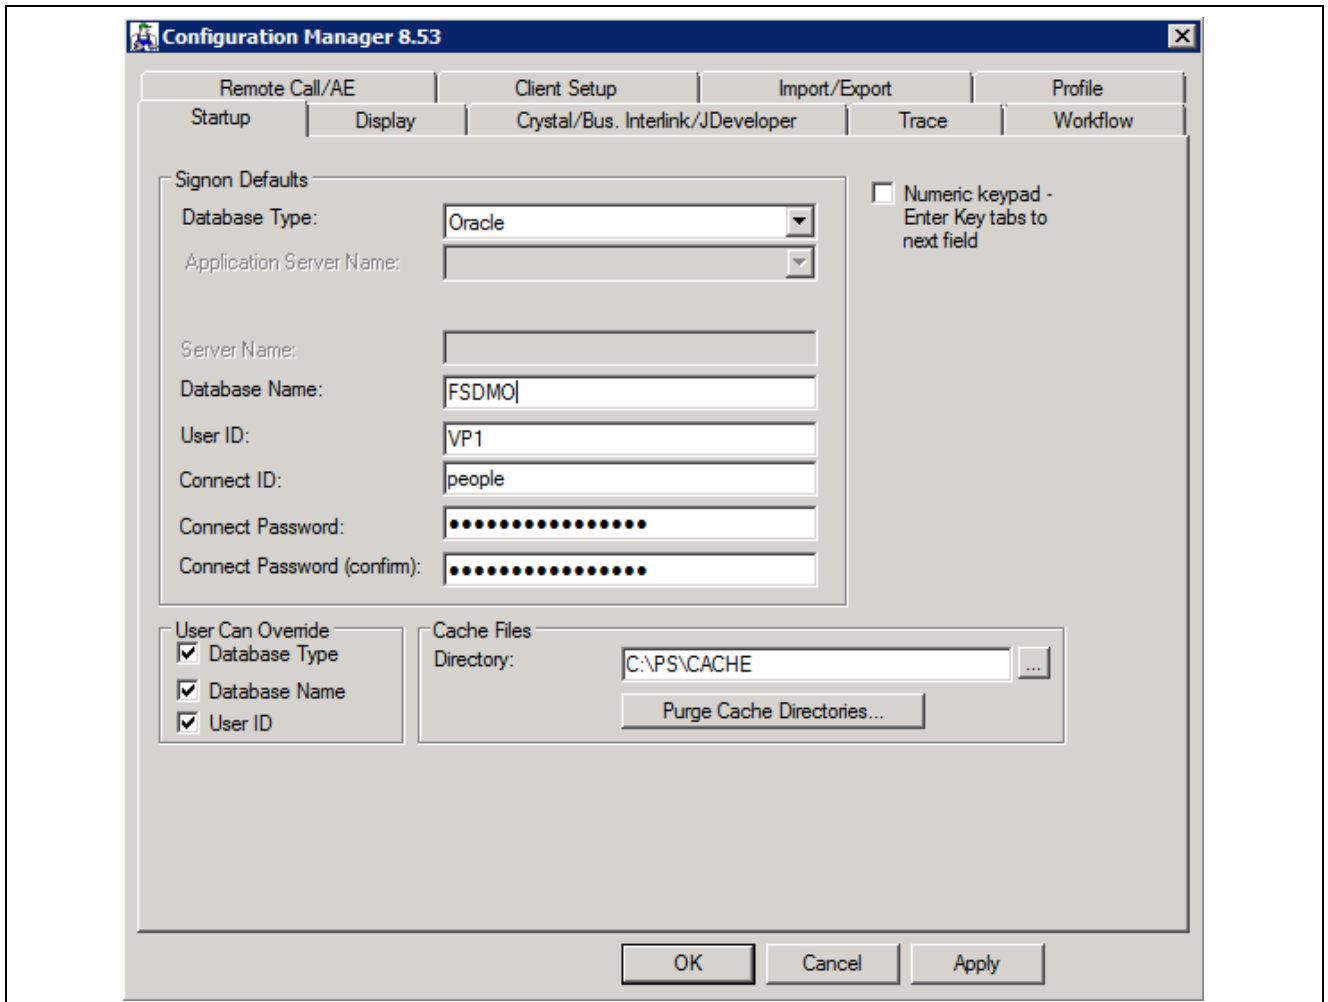 Configuration Manager 8.53
Remote Call/AE
Client Setup
Import/Export
Profile
Startup
Display
Crystal/Bus. Interlink/JDeveloper
Trace
Workflow
Signon Defaults
Database Type:
Oracle
Application Server Name:
Server Name:
Database Name:
FSDMO
User ID:
VP1
Connect ID:
people
Connect Password:
••••••••••••••••
Connect Password (confirm):
••••••••••••••••
Numeric keypad -
Enter Key tabs to
next field
User Can Override
Database Type
Database Name
User ID
Cache Files
Directory:
C:\PS\CACHE
...
Purge Cache Directories...
OK
Cancel
Apply